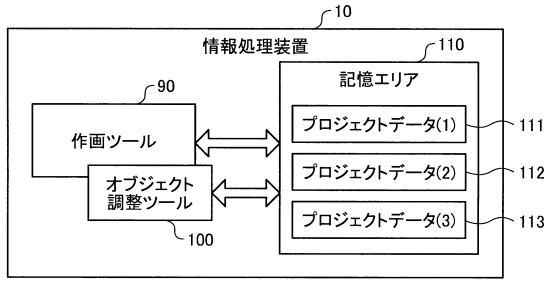 10
情報処理装置
110
90
記憶エリア
作画ツール
プロジェクトデータ(1)
111
プロジェクトデータ(2)
112
オブジェクト
調整ツール
プロジェクトデータ(3)
113
100